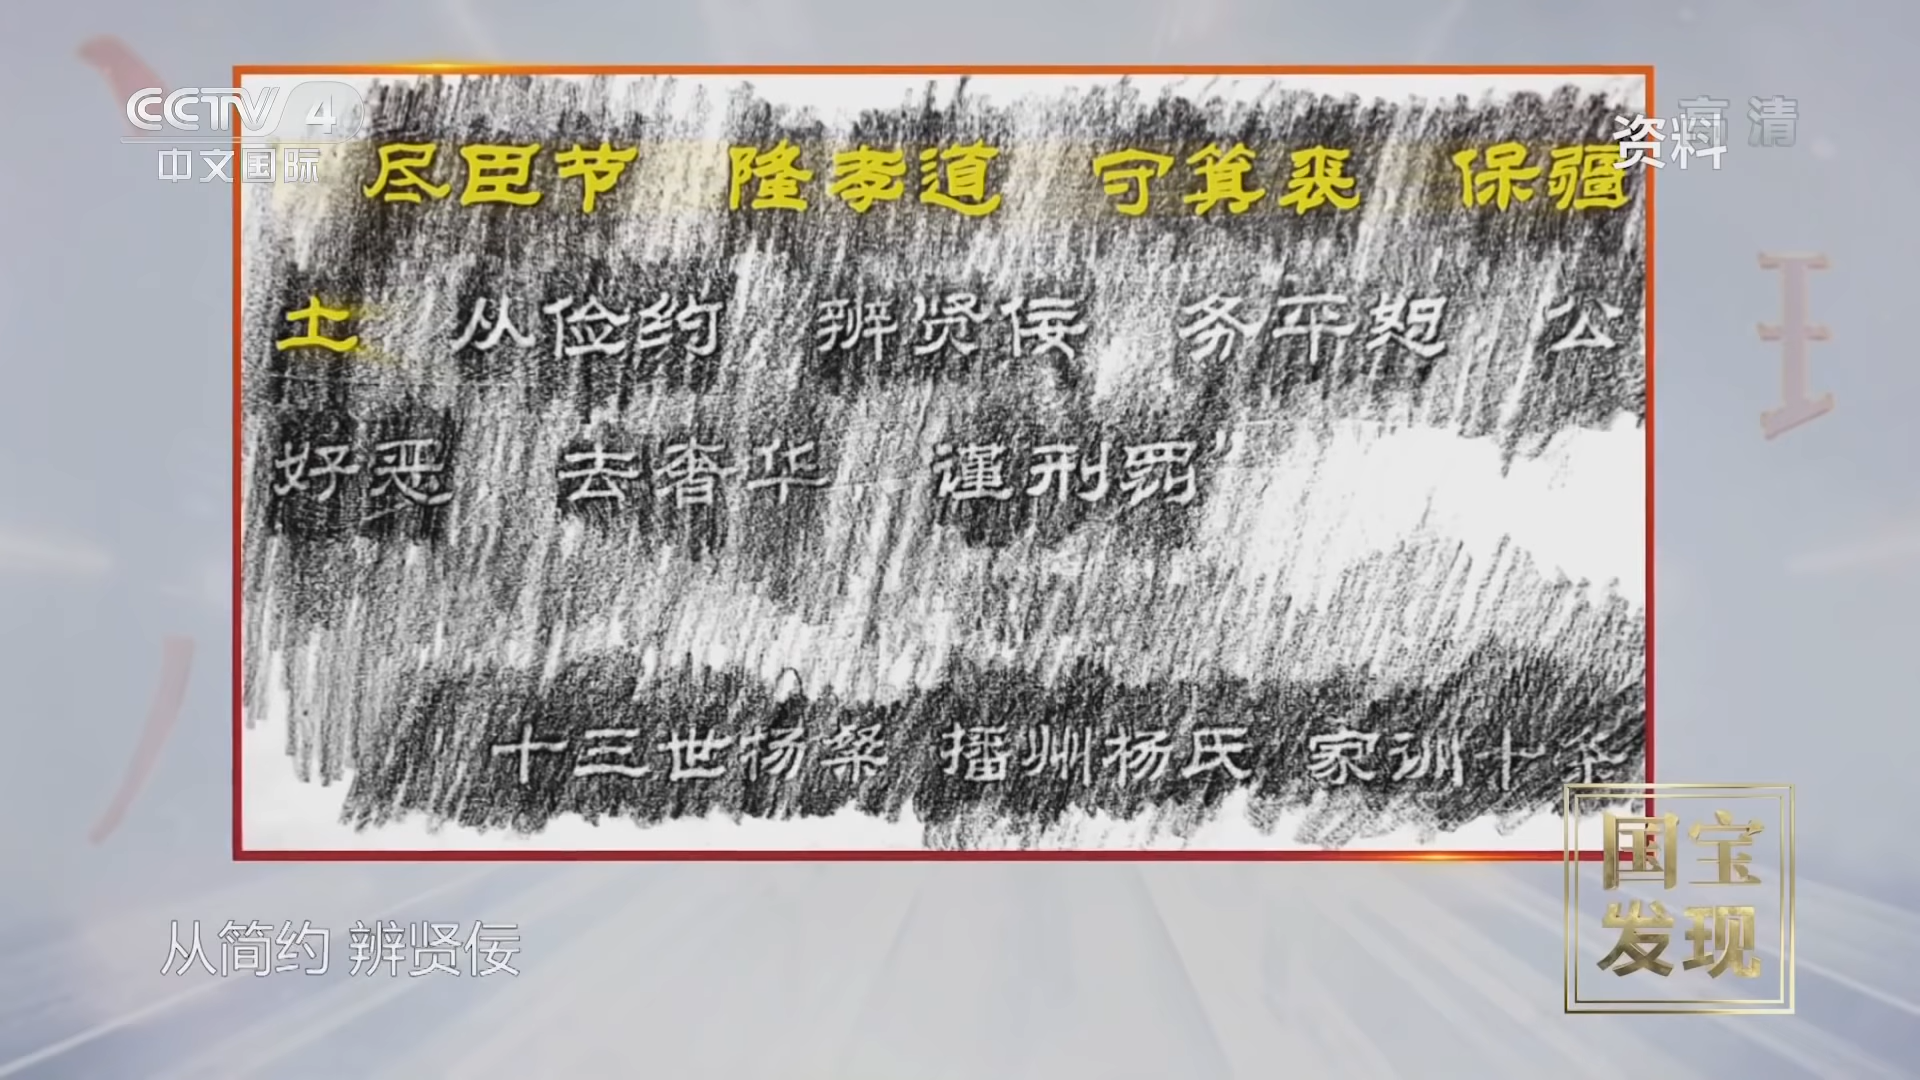 CCTV 4
中文国际
高清
资料
尽臣节 隆孝道 守箕裘 保疆
土 从俭约 辨贤佞 务平恕 公
好恶 去奢华 谨刑罚”
十三世杨粲 播州杨氏 家训十条
从简约 辨贤佞
国宝
发现